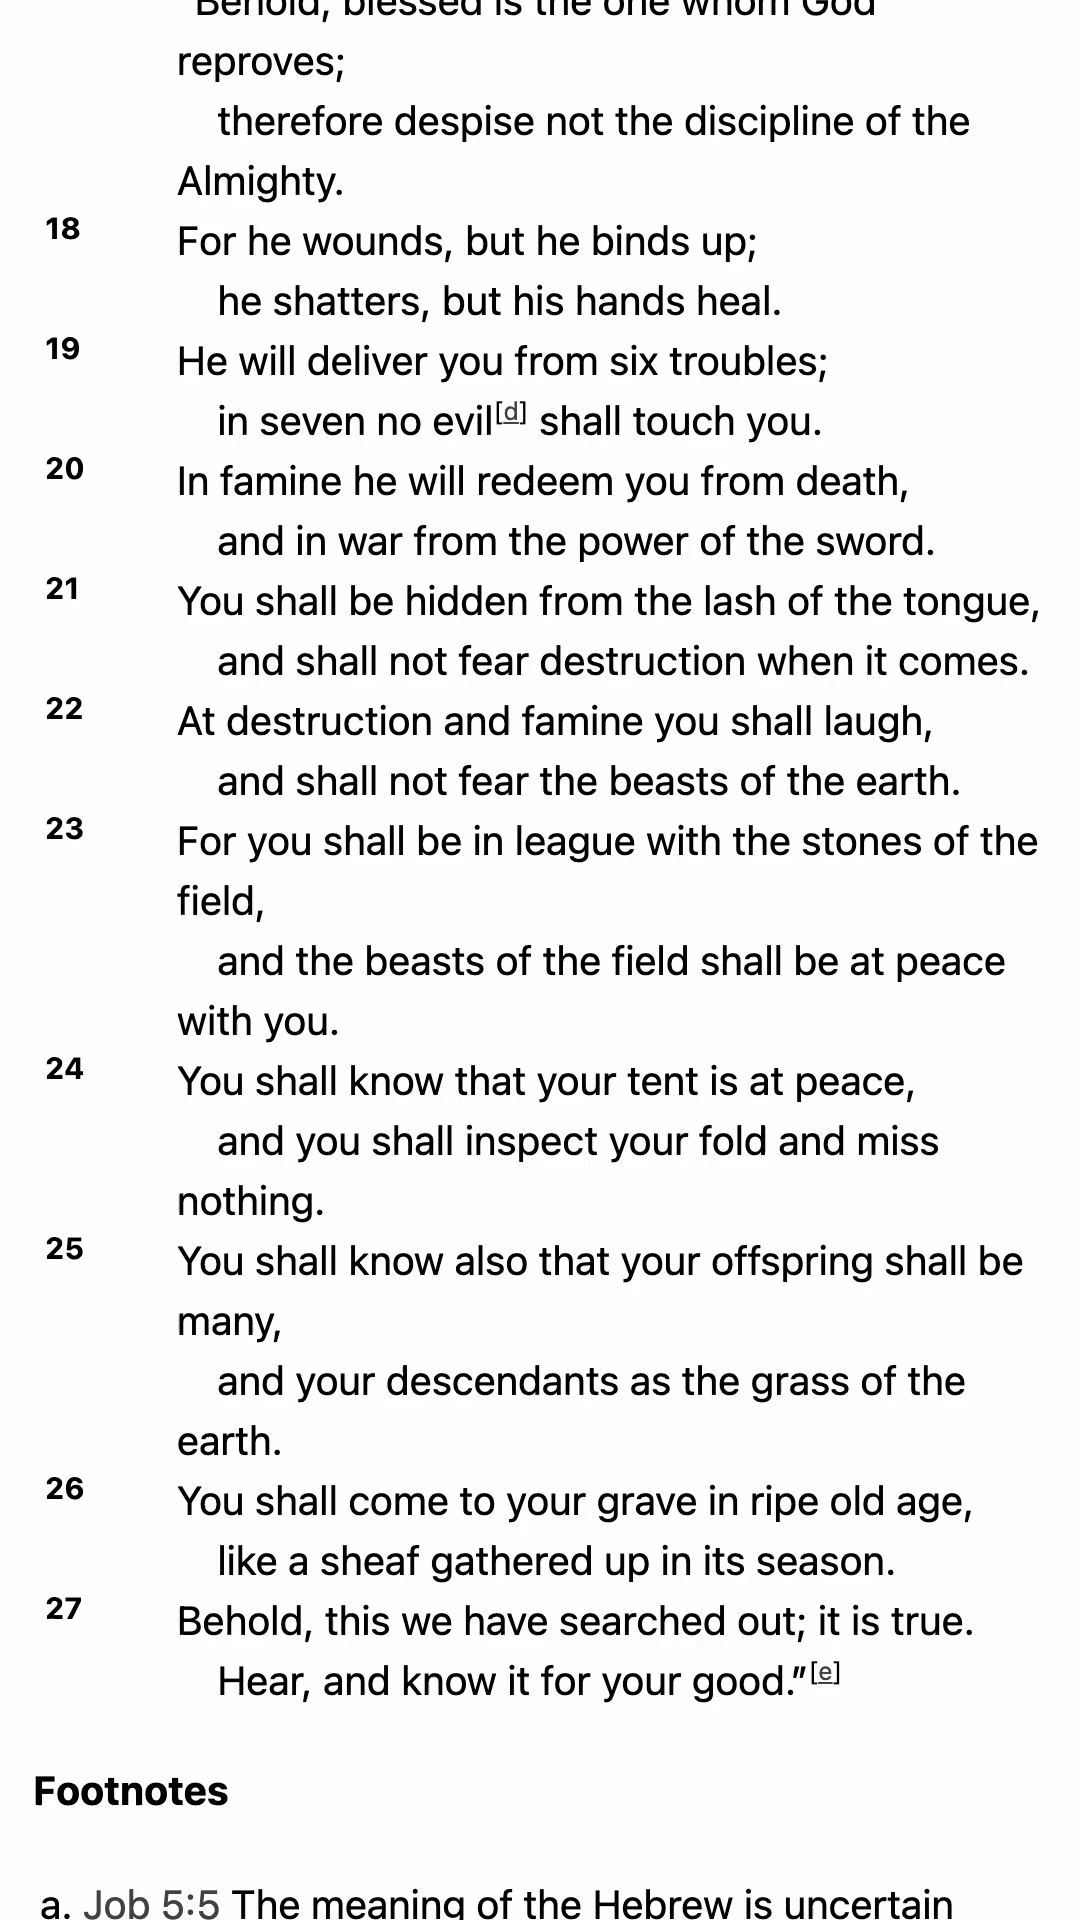 "Behold, blessed is the one whom God
reproves;
therefore despise not the discipline of the
Almighty.
18 For he wounds, but he binds up;
he shatters, but his hands heal.
19 He will deliver you from six troubles;
in seven no evil[d] shall touch you.
20 In famine he will redeem you from death,
and in war from the power of the sword.
21 You shall be hidden from the lash of the tongue,
and shall not fear destruction when it comes.
22 At destruction and famine you shall laugh,
and shall not fear the beasts of the earth.
23 For you shall be in league with the stones of the
field,
and the beasts of the field shall be at peace
with you.
24 You shall know that your tent is at peace,
and you shall inspect your fold and miss
nothing.
25 You shall know also that your offspring shall be
many,
and your descendants as the grass of the
earth.
26 You shall come to your grave in ripe old age,
like a sheaf gathered up in its season.
27 Behold, this we have searched out; it is true.
Hear, and know it for your good.”[e]
Footnotes
a. Job 5:5 The meaning of the Hebrew is uncertain